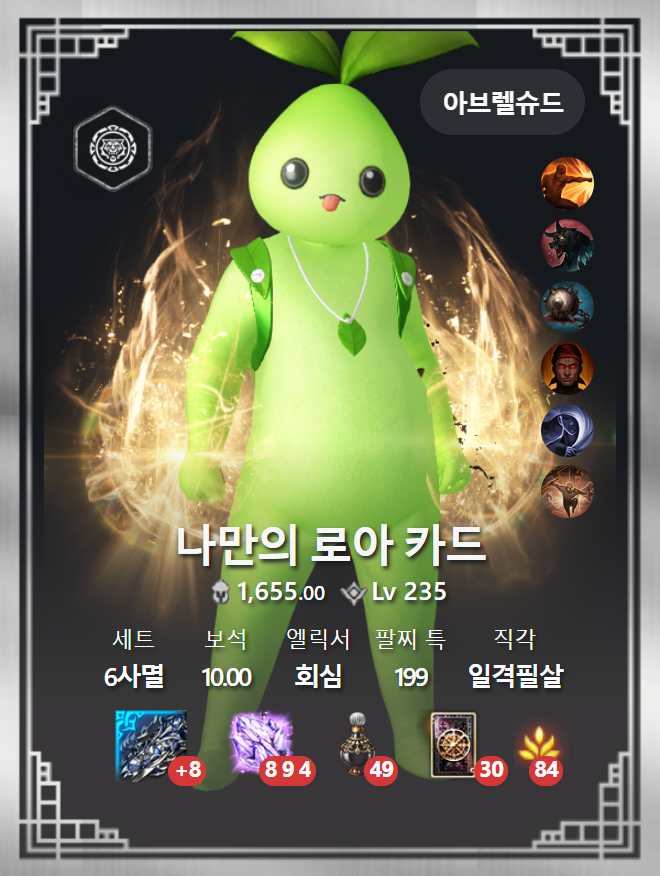 아브렐슈드
나만의 로아 카드
1,655.00 Lv 235
세트 보석 엘릭서 팔찌 특 직각
6사멸 10.00 회심 199 일격필살
+8 8 9 4 49 30 84